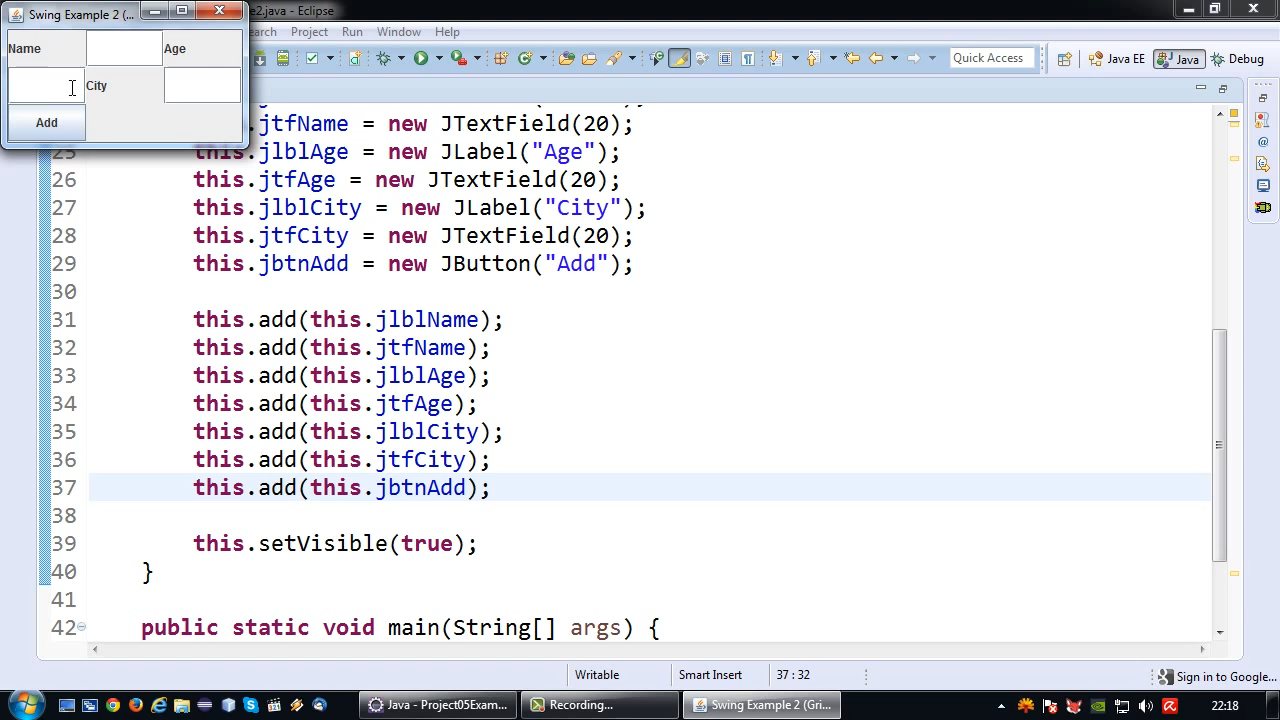 Swing Example 2 (...
e2.java - Eclipse
Name
Age
City
Add
earch Project Run Window Help
Quick Access
Java EE
Java
Debug
.jtfName = new JTextField(20);
25 this.jlblAge = new JLabel("Age");
26 this.jtfAge = new JTextField(20);
27 this.jlblCity = new JLabel("City");
28 this.jtfCity = new JTextField(20);
29 this.jbtnAdd = new JButton("Add");
30
31 this.add(this.jlblName);
32 this.add(this.jtfName);
33 this.add(this.jlblAge);
34 this.add(this.jtfAge);
35 this.add(this.jlblCity);
36 this.add(this.jtfCity);
37 this.add(this.jbtnAdd);
38
39 this.setVisible(true);
40 }
41
42 public static void main(String[] args) {
Writable
Smart Insert
37 : 32
Sign in to Google...
Java - Project05Exam...
Recording...
Swing Example 2 (Gri...
22:18